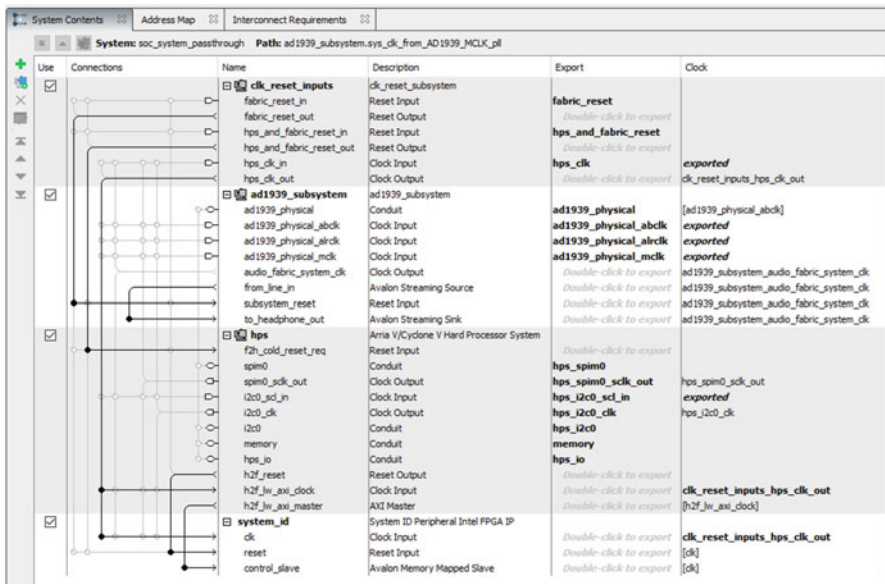 System Contents Address Map Interconnect Requirements
System: soc_system_passthrough Path: ad1939_subsystem.sys_clk_from_AD1939_MCLK_pll
Use Connections Name Description Export Clock
clk_reset_inputs clk_reset_subsystem
fabric_reset_in Reset Input fabric_reset
fabric_reset_out Reset Output Double-click to export
hps_and_fabric_reset_in Reset Input hps_and_fabric_reset
hps_and_fabric_reset_out Reset Output Double-click to export
hps_clk_in Clock Input hps_clk exported
hps_clk_out Clock Output Double-click to export clk_reset_inputs_hps_clk_out
ad1939_subsystem ad1939_subsystem
ad1939_physical Conduit ad1939_physical [ad1939_physical_abclk]
ad1939_physical_abclk Clock Input ad1939_physical_abclk exported
ad1939_physical_alrclk Clock Input ad1939_physical_alrclk exported
ad1939_physical_mclk Clock Input ad1939_physical_mclk exported
audio_fabric_system_clk Clock Output Double-click to export ad1939_subsystem_audio_fabric_system_clk
from_line_in Avalon Streaming Source Double-click to export ad1939_subsystem_audio_fabric_system_clk
subsystem_reset Reset Input Double-click to export ad1939_subsystem_audio_fabric_system_clk
to_headphone_out Avalon Streaming Sink Double-click to export ad1939_subsystem_audio_fabric_system_clk
hps Arria V/Cyclone V Hard Processor System
f2h_cold_reset_req Reset Input Double-click to export
spim0 Conduit hps_spim0
spim0_sclk_out Clock Output hps_spim0_sclk_out hps_spim0_sclk_out
i2c0_scl_in Clock Input hps_i2c0_scl_in exported
i2c0_clk Clock Output hps_i2c0_clk hps_i2c0_clk
i2c0 Conduit hps_i2c0
memory Conduit memory
hps_io Conduit hps_io
h2f_reset Reset Output Double-click to export
h2f_lw_axi_clock Clock Input Double-click to export clk_reset_inputs_hps_clk_out
h2f_lw_axi_master AXI Master Double-click to export [h2f_lw_axi_clock]
system_id System ID Peripheral Intel FPGA IP
clk Clock Input Double-click to export clk_reset_inputs_hps_clk_out
reset Reset Input Double-click to export [clk]
control_slave Avalon Memory Mapped Slave Double-click to export [clk]